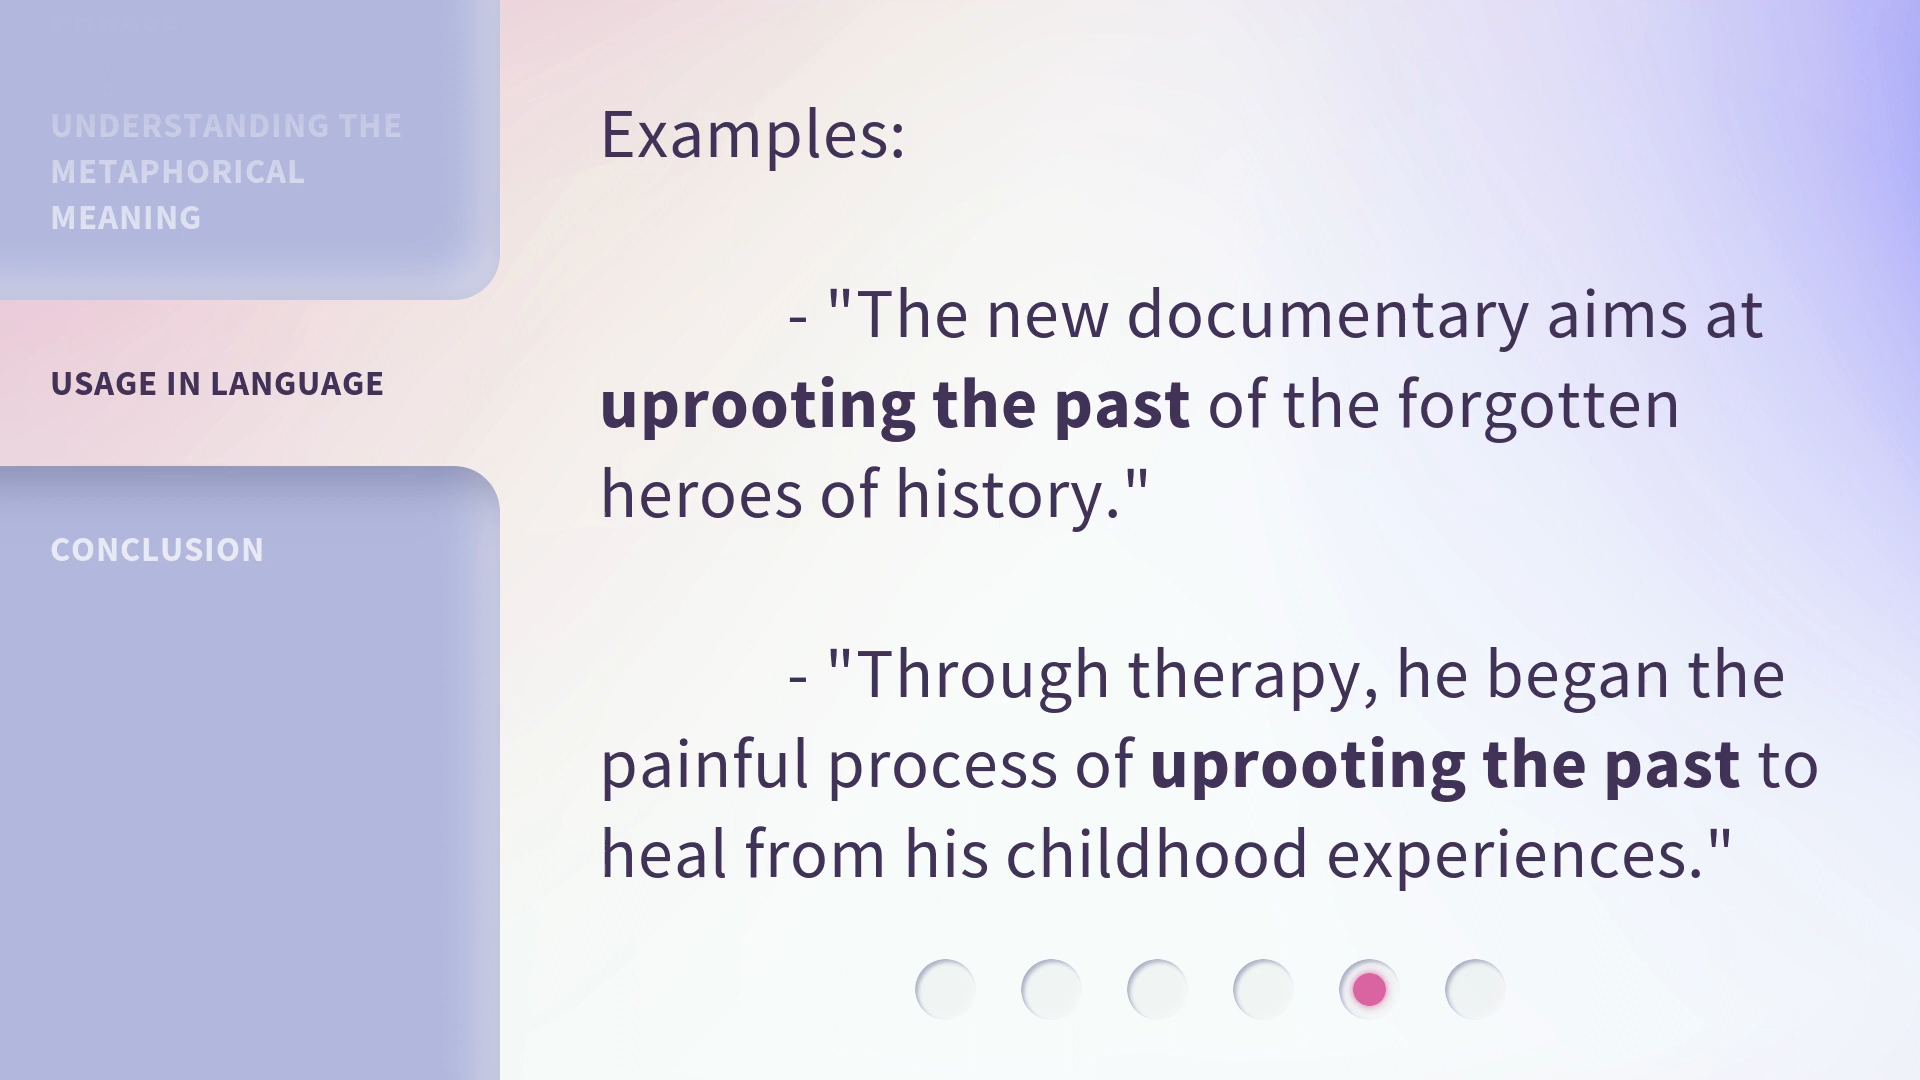 UNDERSTANDING THE
METAPHORICAL
MEANING
USAGE IN LANGUAGE
CONCLUSION
Examples:
- "The new documentary aims at
uprooting the past of the forgotten
heroes of history."
- "Through therapy, he began the
painful process of uprooting the past to
heal from his childhood experiences."